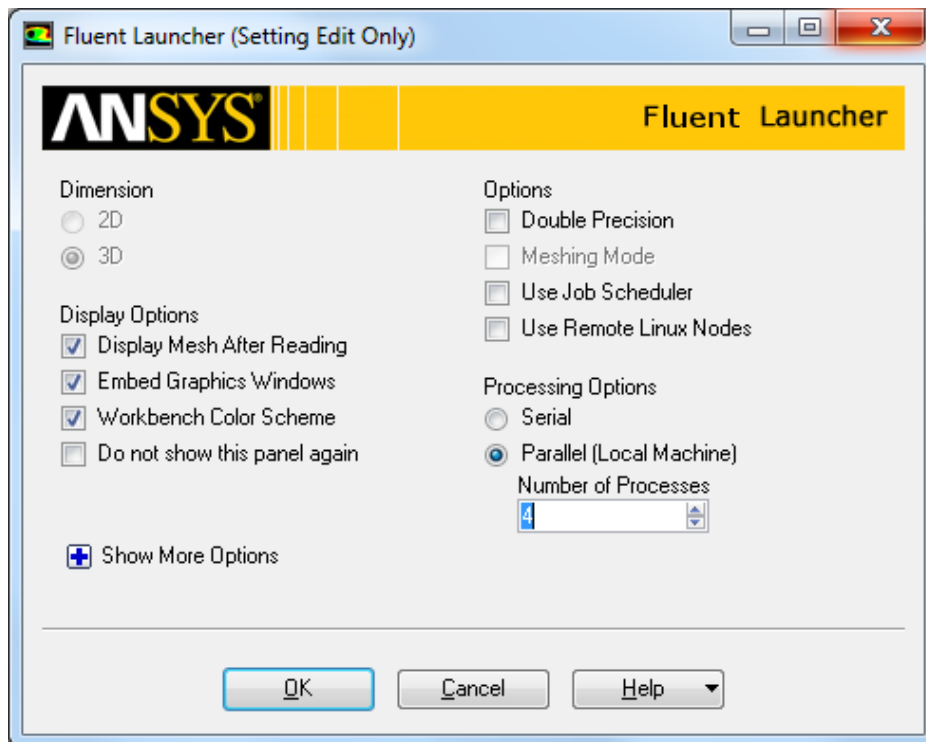 Fluent Launcher (Setting Edit Only)
ANSYS®
Fluent Launcher
Dimension
2D
3D
Display Options
Display Mesh After Reading
Embed Graphics Windows
Workbench Color Scheme
Do not show this panel again
Show More Options
Options
Double Precision
Meshing Mode
Use Job Scheduler
Use Remote Linux Nodes
Processing Options
Serial
Parallel (Local Machine)
Number of Processes
4
OK
Cancel
Help